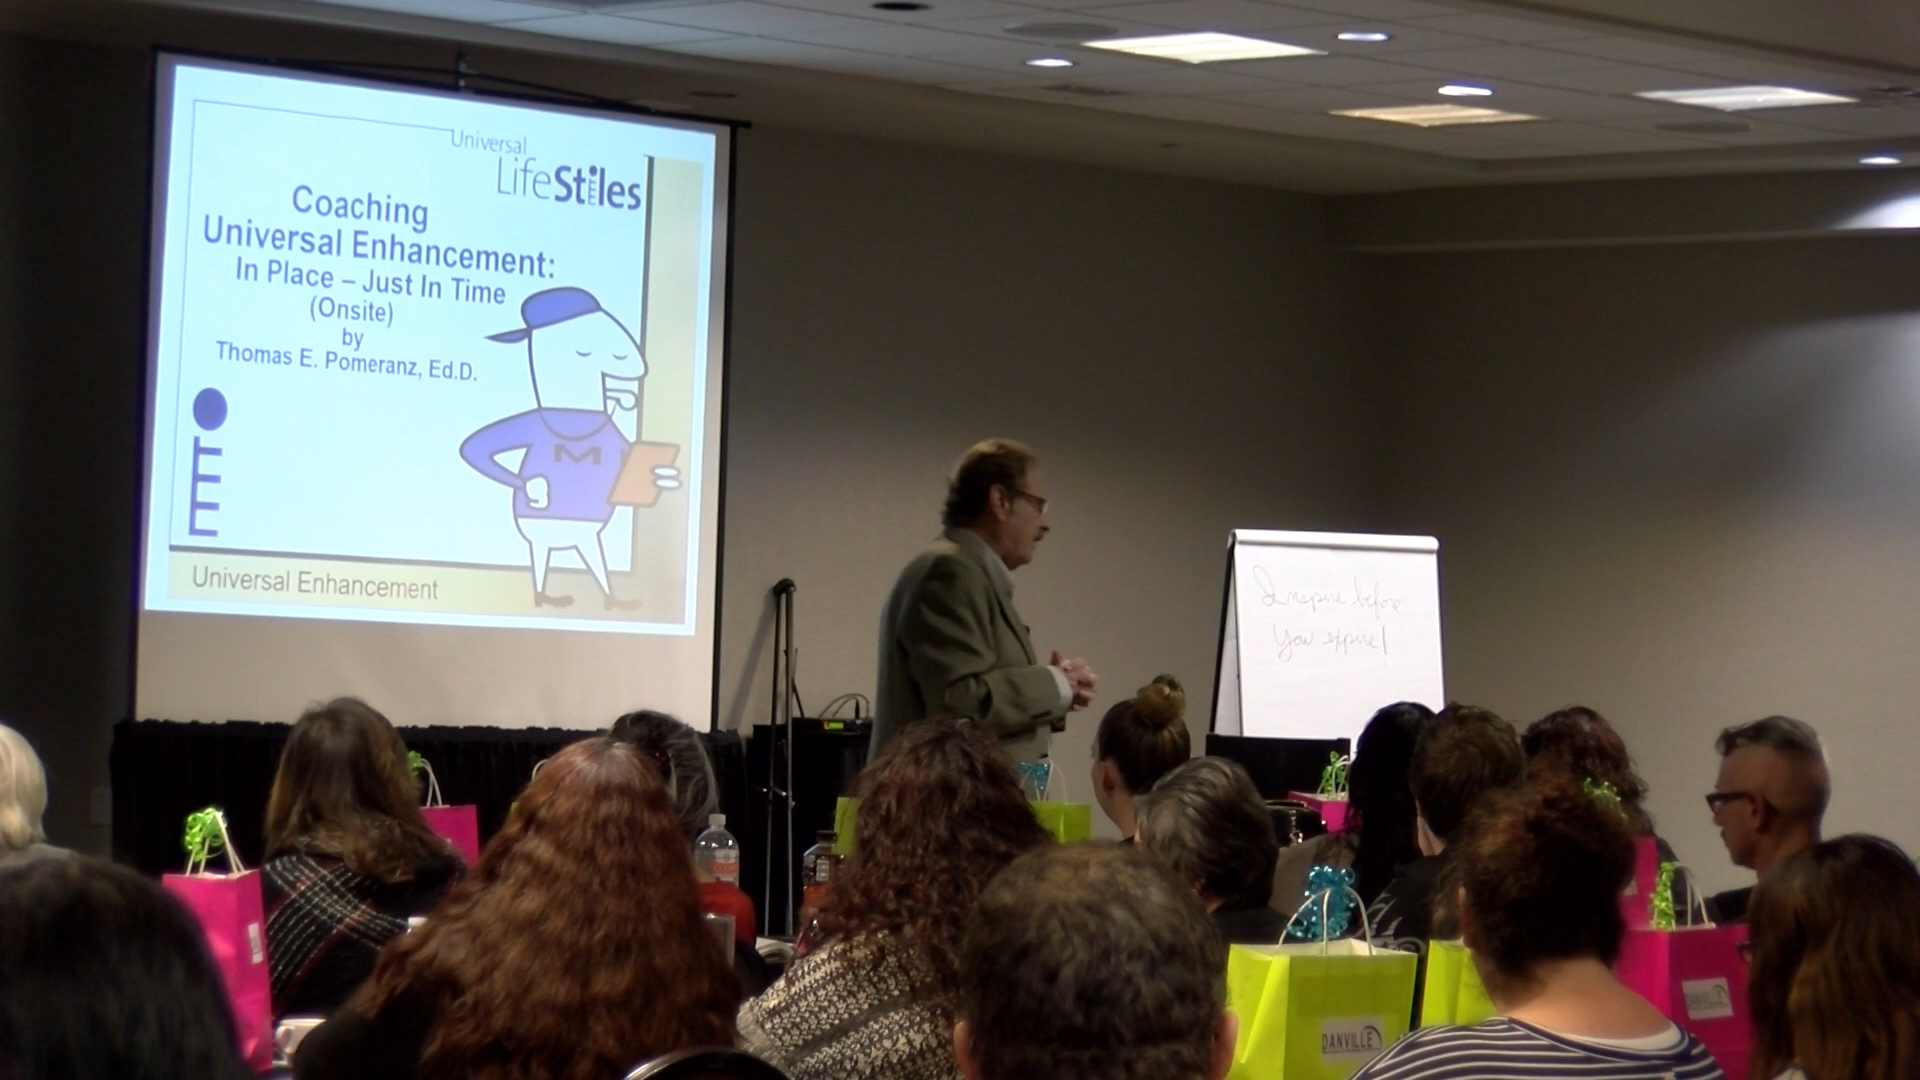 Universal
LifeStiles
Coaching
Universal Enhancement:
In Place – Just In Time
(Onsite)
by
Thomas E. Pomeranz, Ed.D.
M
Universal Enhancement
Inspire before
You expire!
DANVILLE
DANVILLE